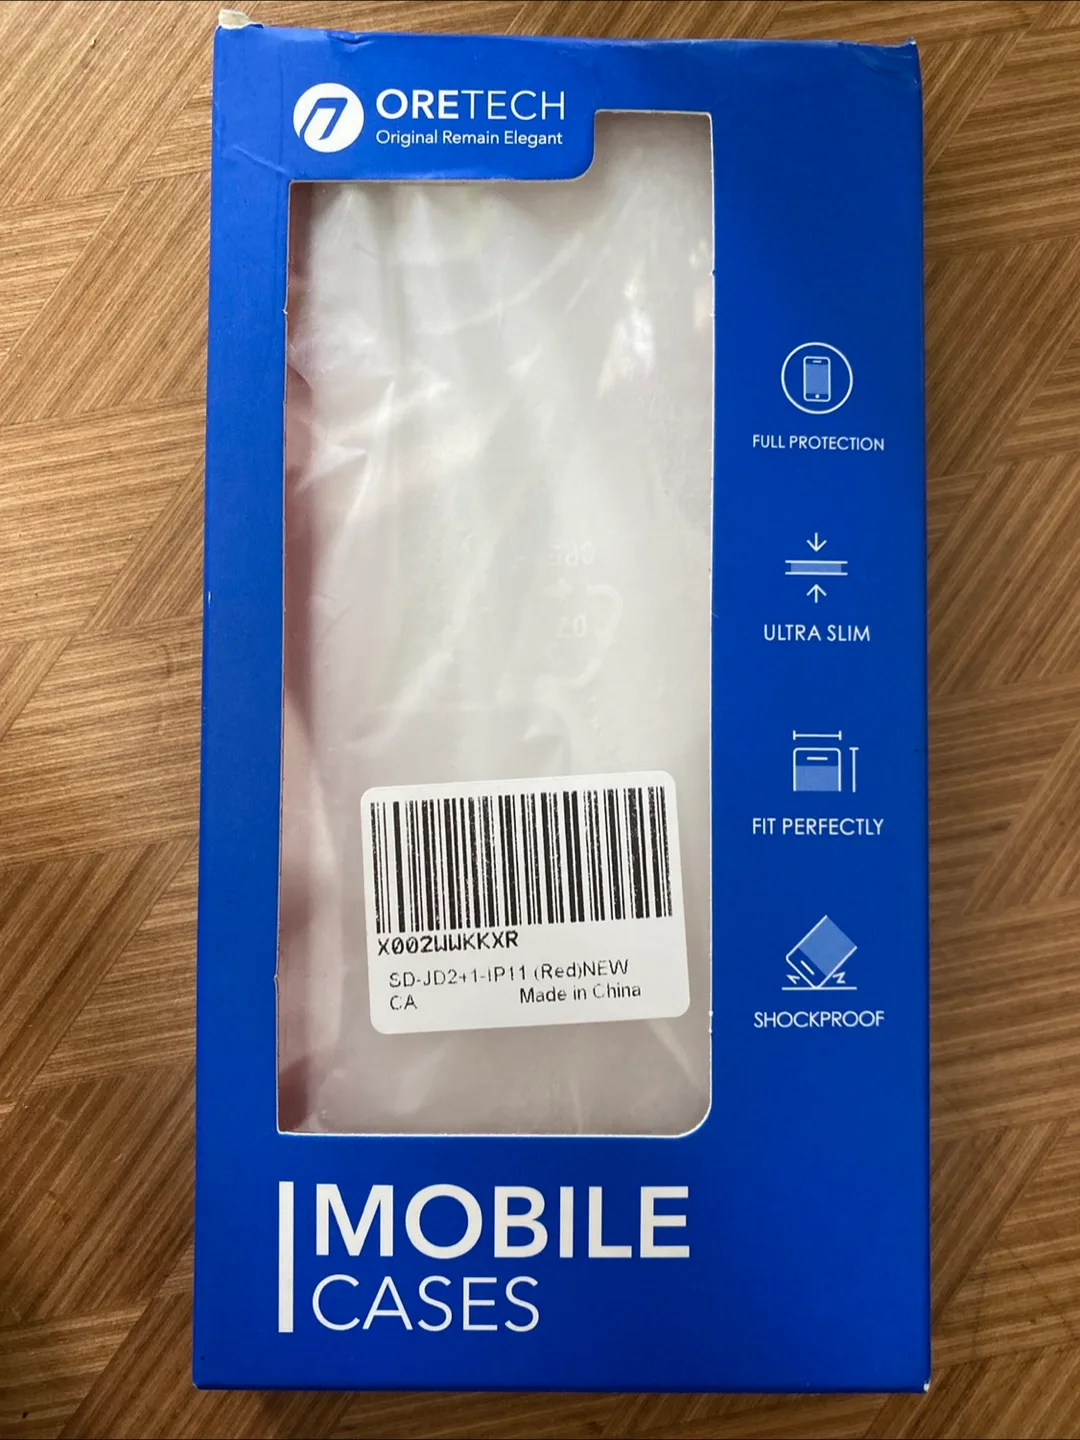 ORETECH
Original Remain Elegant
FULL PROTECTION
ULTRA SLIM
FIT PERFECTLY
X002WWKKXR
SD-JD2+1-IP11 (Red)NEW
CA Made in China
SHOCKPROOF
MOBILE
CASES